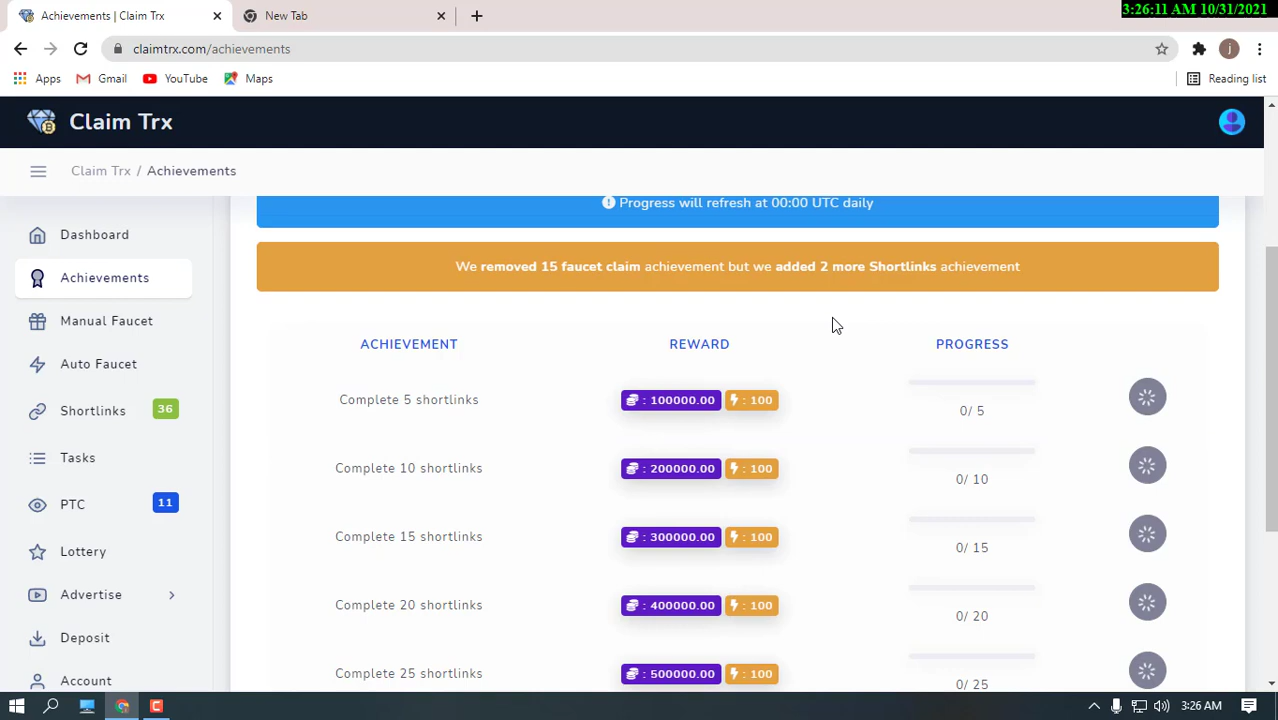 Achievements | Claim Trx
New Tab
3:26:11 AM 10/31/2021
claimtrx.com/achievements
j
Apps
Gmail
YouTube
Maps
Reading list
Claim Trx
Claim Trx / Achievements
Progress will refresh at 00:00 UTC daily
Dashboard
We removed 15 faucet claim achievement but we added 2 more Shortlinks achievement
Achievements
Manual Faucet
ACHIEVEMENT REWARD PROGRESS
Auto Faucet
Complete 5 shortlinks : 100000.00 : 100 0/ 5
Shortlinks 36
Tasks
Complete 10 shortlinks : 200000.00 : 100 0/ 10
PTC 11
Complete 15 shortlinks : 300000.00 : 100 0/ 15
Lottery
Advertise
Complete 20 shortlinks : 400000.00 : 100 0/ 20
Deposit
Account
Complete 25 shortlinks : 500000.00 : 100 0/ 25
3:26 AM